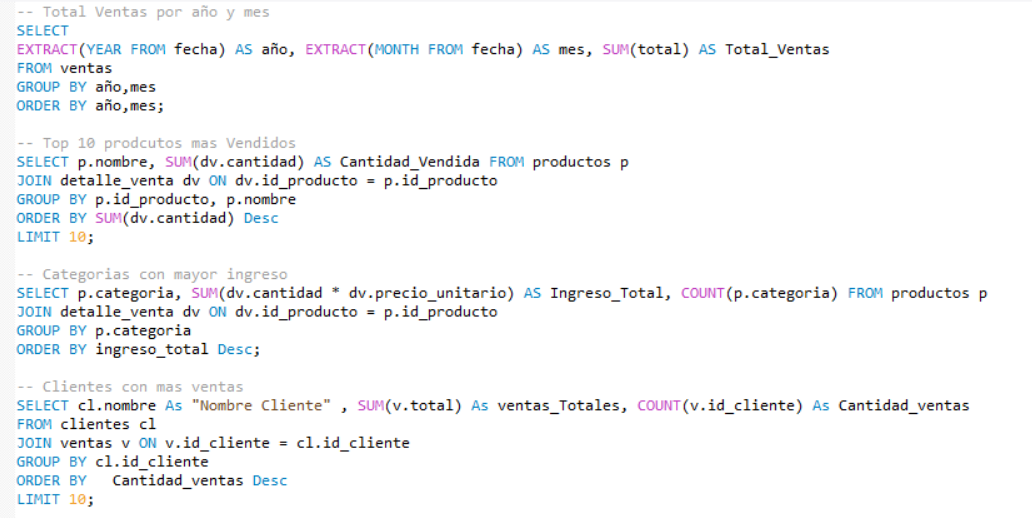 -- Total Ventas por año y mes
SELECT
EXTRACT(YEAR FROM fecha) AS año, EXTRACT(MONTH FROM fecha) AS mes, SUM(total) AS Total_Ventas
FROM ventas
GROUP BY año,mes
ORDER BY año,mes;
-- Top 10 prodcutos mas Vendidos
SELECT p.nombre, SUM(dv.cantidad) AS Cantidad_Vendida FROM productos p
JOIN detalle_venta dv ON dv.id_producto = p.id_producto
GROUP BY p.id_producto, p.nombre
ORDER BY SUM(dv.cantidad) Desc
LIMIT 10;
-- Categorias con mayor ingreso
SELECT p.categoria, SUM(dv.cantidad * dv.precio_unitario) AS Ingreso_Total, COUNT(p.categoria) FROM productos p
JOIN detalle_venta dv ON dv.id_producto = p.id_producto
GROUP BY p.categoria
ORDER BY ingreso_total Desc;
-- Clientes con mas ventas
SELECT cl.nombre As "Nombre Cliente" , SUM(v.total) As ventas_Totales, COUNT(v.id_cliente) As Cantidad_ventas
FROM clientes cl
JOIN ventas v ON v.id_cliente = cl.id_cliente
GROUP BY cl.id_cliente
ORDER BY   Cantidad_ventas Desc
LIMIT 10;